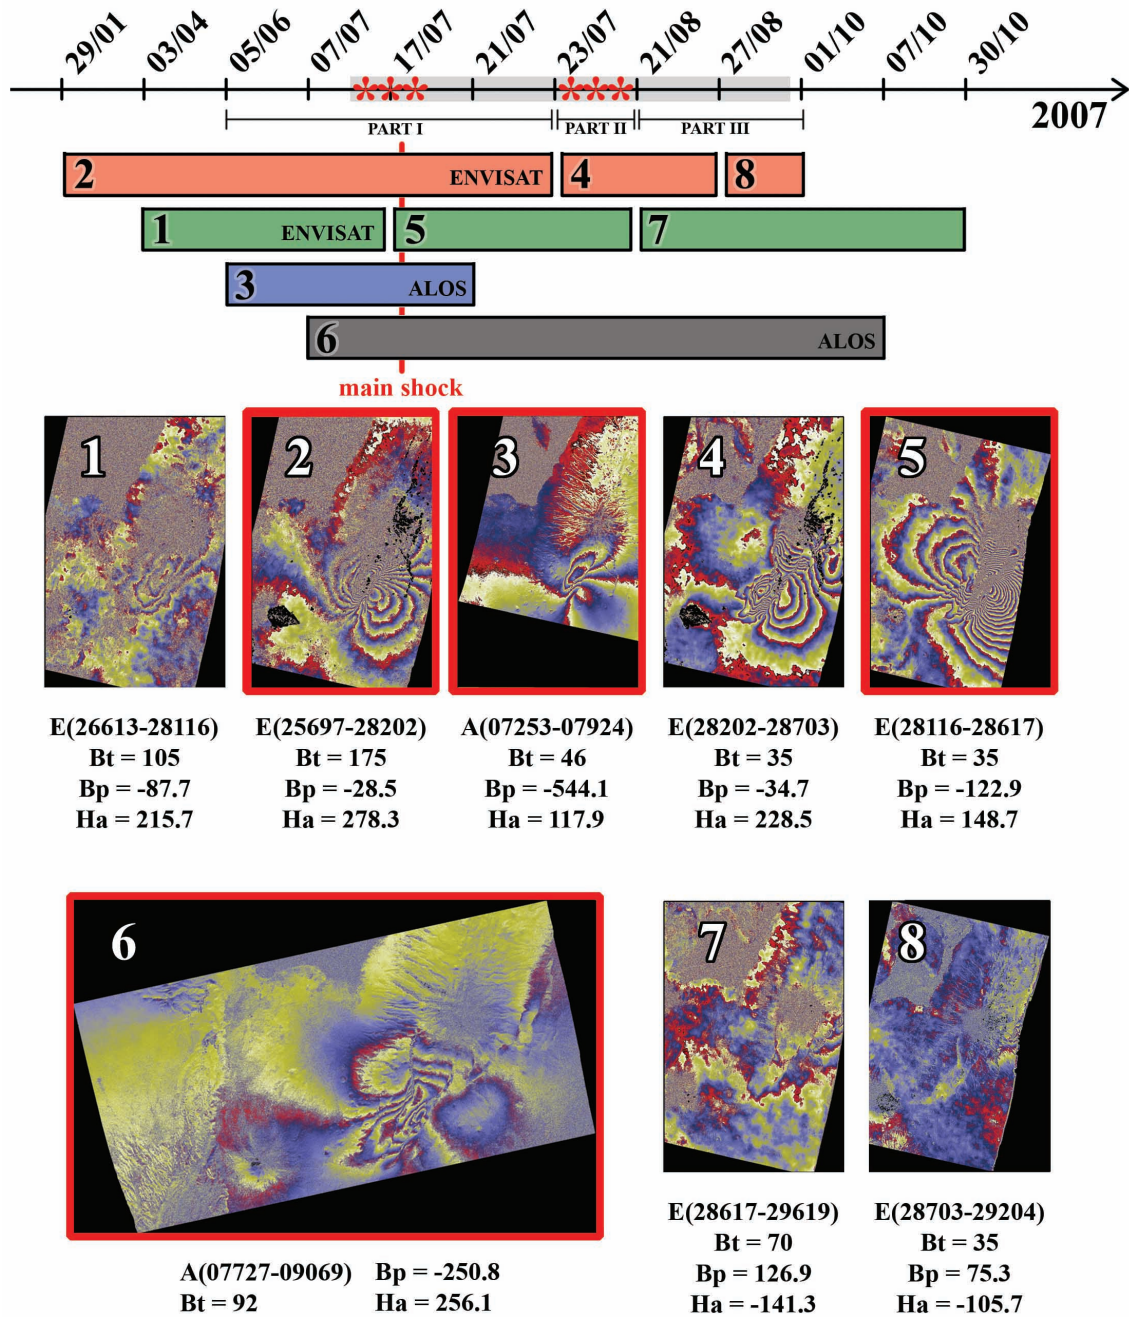 29/01 03/04 05/06 07/07 17/07 21/07 23/07 21/08 27/08 01/10 07/10 30/10
2007
PART I PART II PART III
2 ENVISAT 4 8
1 ENVISAT 5 7
3 ALOS
6 ALOS
main shock
1 2 3 4 5
E(26613-28116) E(25697-28202) A(07253-07924) E(28202-28703) E(28116-28617)
Bt = 105 Bt = 175 Bt = 46 Bt = 35 Bt = 35
Bp = -87.7 Bp = -28.5 Bp = -544.1 Bp = -34.7 Bp = -122.9
Ha = 215.7 Ha = 278.3 Ha = 117.9 Ha = 228.5 Ha = 148.7
6 7 8
E(28617-29619) E(28703-29204)
Bt = 70 Bt = 35
Bp = 126.9 Bp = 75.3
Ha = -141.3 Ha = -105.7
A(07727-09069) Bp = -250.8
Bt = 92 Ha = 256.1